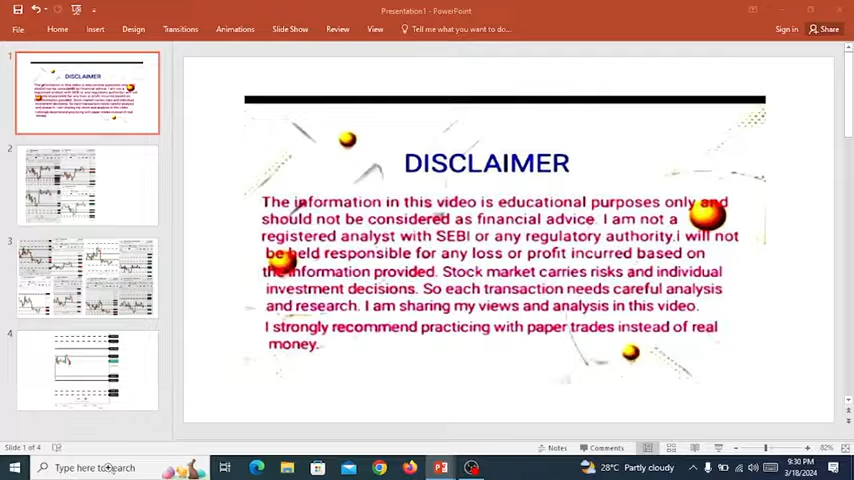 Presentation1 - PowerPoint
Sign in
Share
File
Home
Insert
Design
Transitions
Animations
Slide Show
Review
View
Tell me what you want to do...
1
DISCLAIMER
2
3
4
DISCLAIMER
The information in this video is educational purposes only and
should not be considered as financial advice. I am not a
registered analyst with SEBI or any regulatory authority.i will not
be held responsible for any loss or profit incurred based on
the information provided. Stock market carries risks and individual
investment decisions. So each transaction needs careful analysis
and research. I am sharing my views and analysis in this video.
I strongly recommend practicing with paper trades instead of real
money.
Slide 1 of 4
Notes
Comments
82%
Type here to search
28°C Partly cloudy
9:30 PM
3/18/2024